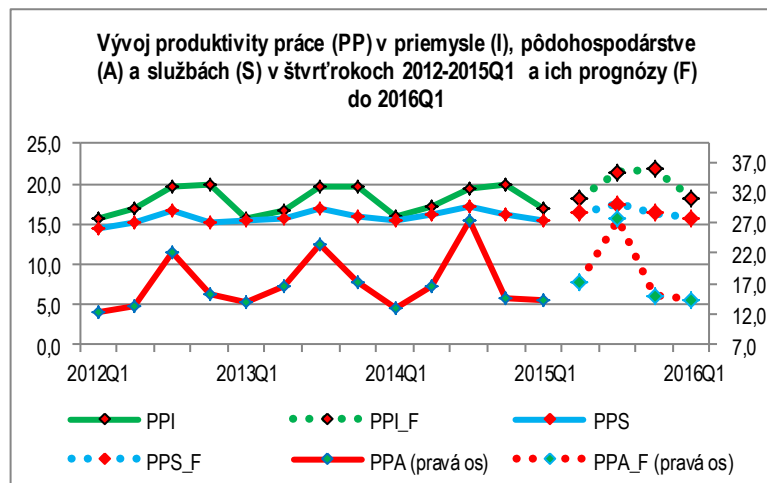 Vývoj produktivity práce (PP) v priemysle (I), pôdohospodárstve
(A) a službách (S) v štvrťrokoch 2012-2015Q1 a ich prognózy (F)
do 2016Q1
25,0
20,0
15,0
10,0
5,0
0,0
37,0
32,0
27,0
22,0
17,0
12,0
7,0
2012Q1 2013Q1 2014Q1 2015Q1 2016Q1
PPI PPI_F PPS
PPS_F PPA (pravá os) PPA_F (pravá os)